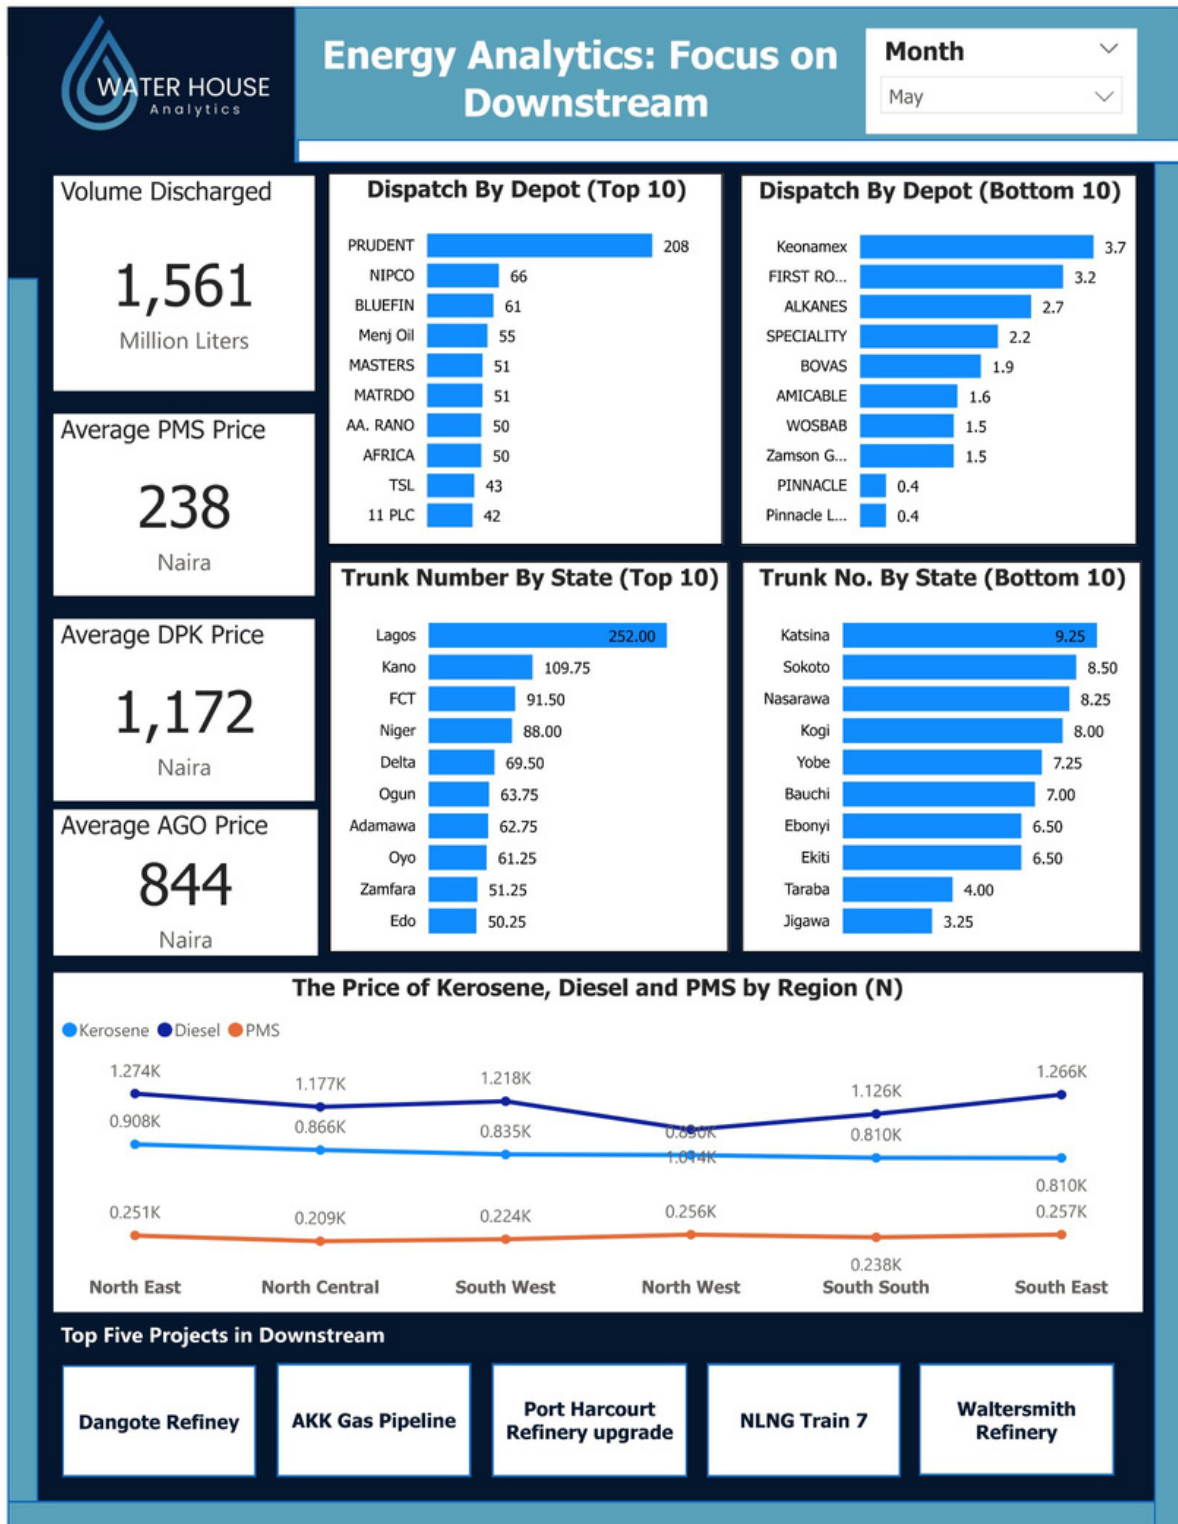 WATER HOUSE
Analytics
Energy Analytics: Focus on
Downstream
Month
May
Volume Discharged
1,561
Million Liters
Average PMS Price
238
Naira
Average DPK Price
1,172
Naira
Average AGO Price
844
Naira
Dispatch By Depot (Top 10)
PRUDENT 208
NIPCO 66
BLUEFIN 61
Menj Oil 55
MASTERS 51
MATRDO 51
AA. RANO 50
AFRICA 50
TSL 43
11 PLC 42
Dispatch By Depot (Bottom 10)
Keonamex 3.7
FIRST RO... 3.2
ALKANES 2.7
SPECIALITY 2.2
BOVAS 1.9
AMICABLE 1.6
WOSBAB 1.5
Zamson G... 1.5
PINNACLE 0.4
Pinnacle L... 0.4
Trunk Number By State (Top 10)
Lagos 252.00
Kano 109.75
FCT 91.50
Niger 88.00
Delta 69.50
Ogun 63.75
Adamawa 62.75
Oyo 61.25
Zamfara 51.25
Edo 50.25
Trunk No. By State (Bottom 10)
Katsina 9.25
Sokoto 8.50
Nasarawa 8.25
Kogi 8.00
Yobe 7.25
Bauchi 7.00
Ebonyi 6.50
Ekiti 6.50
Taraba 4.00
Jigawa 3.25
The Price of Kerosene, Diesel and PMS by Region (N)
Kerosene Diesel PMS
1.274K 1.177K 1.218K 1.126K 1.266K
0.908K 0.866K 0.835K 0.830K 0.810K
1.014K
0.810K
0.251K 0.209K 0.224K 0.256K 0.257K
0.238K
North East North Central South West North West South South South East
Top Five Projects in Downstream
Dangote Refiney
AKK Gas Pipeline
Port Harcourt
Refinery upgrade
NLNG Train 7
Waltersmith
Refinery